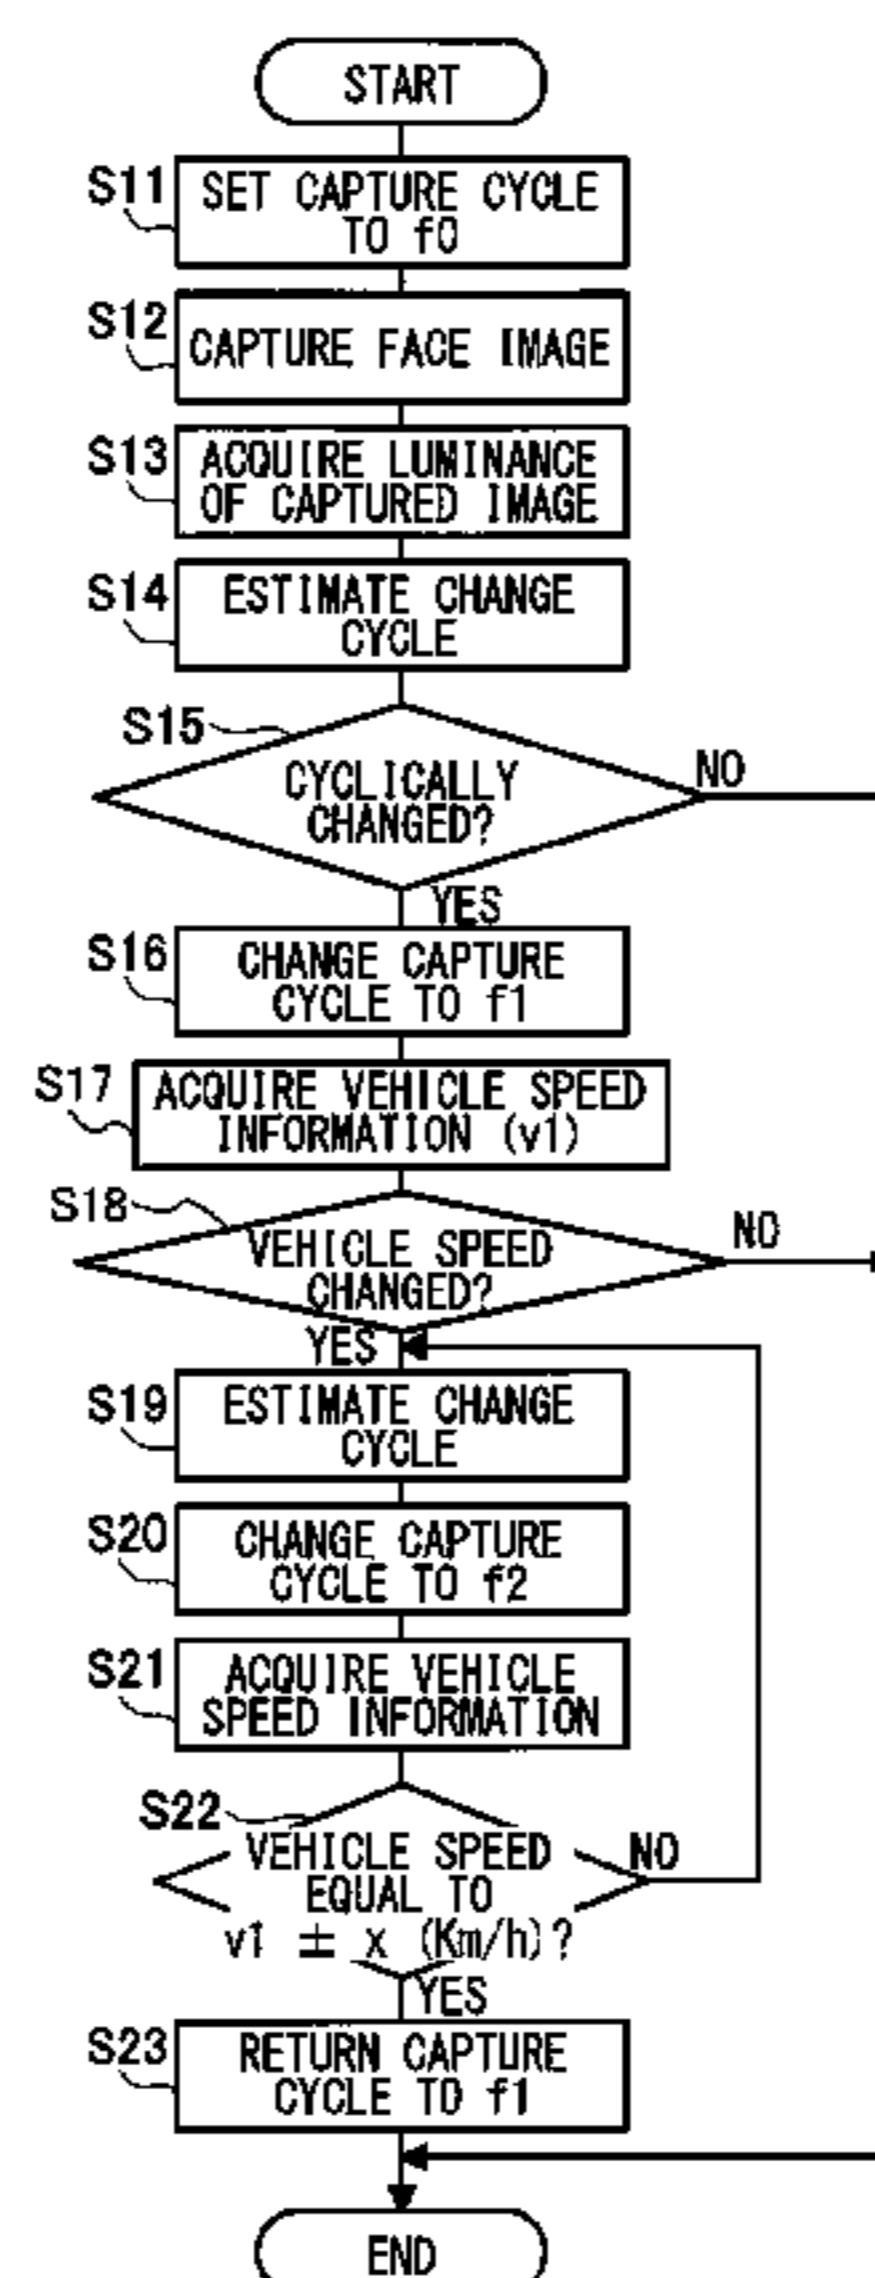 START
S11
SET CAPTURE CYCLE
TO f0
S12
CAPTURE FACE IMAGE
S13
ACQUIRE LUMINANCE
OF CAPTURED IMAGE
S14
ESTIMATE CHANGE
CYCLE
S15
CYCLICALLY
CHANGED?
NO
YES
S16
CHANGE CAPTURE
CYCLE TO f1
S17
ACQUIRE VEHICLE SPEED
INFORMATION (v1)
S18
VEHICLE SPEED
CHANGED?
NO
YES
S19
ESTIMATE CHANGE
CYCLE
S20
CHANGE CAPTURE
CYCLE TO f2
S21
ACQUIRE VEHICLE
SPEED INFORMATION
S22
VEHICLE SPEED
EQUAL TO
v1 ± x (Km/h)?
NO
YES
S23
RETURN CAPTURE
CYCLE TO f1
END